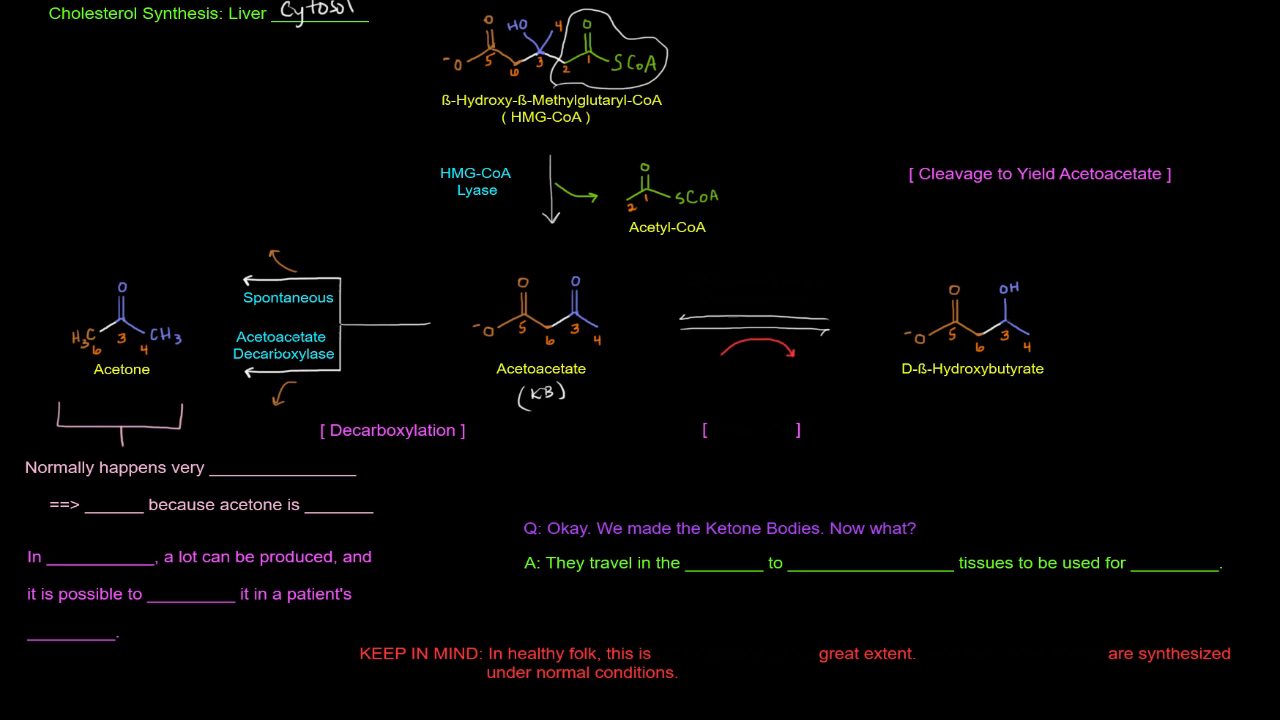 Cholesterol Synthesis: Liver Cytosol
O HO 4 O
⁻O 5 6 3 2 1 SCoA
ß-Hydroxy-ß-Methylglutaryl-CoA
( HMG-CoA )
HMG-CoA
Lyase
O
2 1 SCoA
Acetyl-CoA
[ Cleavage to Yield Acetoacetate ]
O
H₃C 6 3 4 CH₃
Acetone
Spontaneous
Acetoacetate
Decarboxylase
O O
⁻O 5 6 3 4
Acetoacetate
(KB)
O OH
⁻O 5 6 3 4
D-ß-Hydroxybutyrate
[ Decarboxylation ]
[ ]
Normally happens very ________________
==> ______ because acetone is _______
In ___________, a lot can be produced, and
it is possible to _________ it in a patient's
_________.
Q: Okay. We made the Ketone Bodies. Now what?
A: They travel in the ________ to _________________ tissues to be used for _________.
KEEP IN MIND: In healthy folk, this is great extent. are synthesized
under normal conditions.